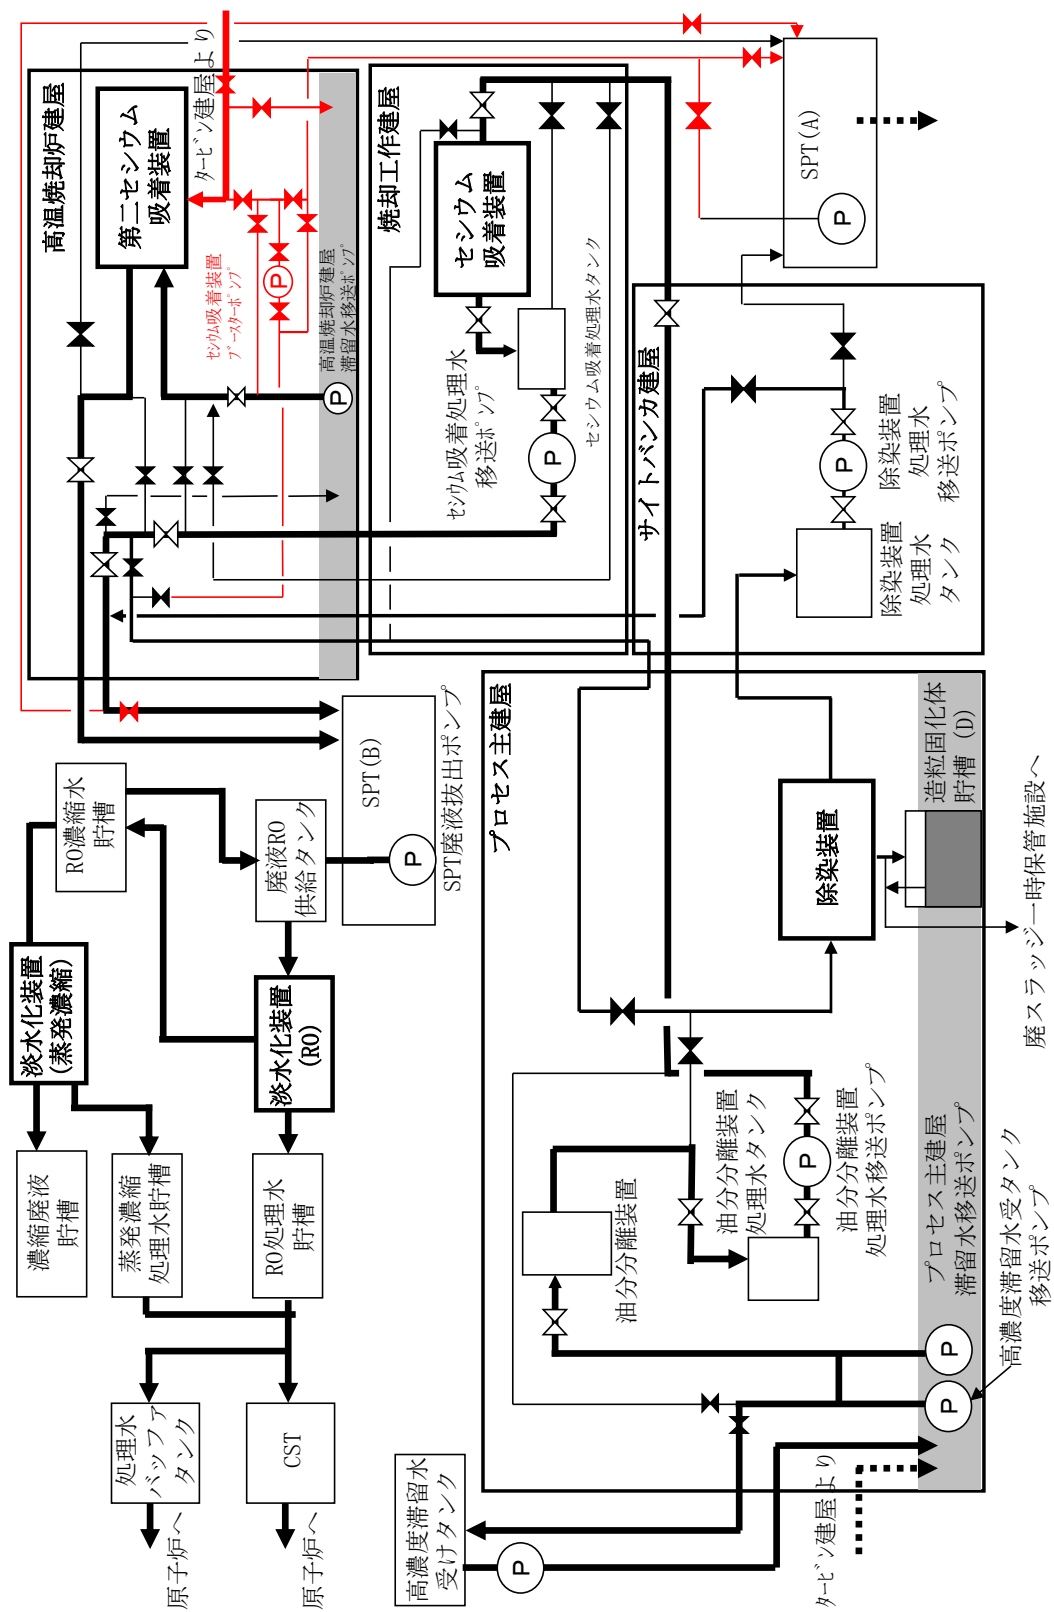 タービン建屋より
高温焼却炉建屋
第二セシウム
吸着装置
セシウム吸着装置
ブースターポンプ
P
高温焼却炉建屋
滞留水移送ポンプ
P
焼却工作建屋
セシウム
吸着装置
セシウム吸着処理水
移送ポンプ
P
セシウム吸着処理水タンク
SPT(A)
P
サイトバンカ建屋
除染装置
処理水
移送ポンプ
P
除染装置
処理水
タンク
SPT(B)
P
SPT廃液抜出ポンプ
RO濃縮水
貯槽
廃液RO
供給タンク
淡水化装置
(蒸発濃縮)
淡水化装置
(RO)
濃縮廃液
貯槽
蒸発濃縮
処理水貯槽
RO処理水
貯槽
処理水
バッファ
タンク
CST
原子炉へ
原子炉へ
プロセス主建屋
除染装置
造粒固化体
貯槽 (D)
廃スラッジ一時保管施設へ
油分分離装置
油分分離装置
処理水タンク
P
油分分離装置
処理水移送ポンプ
プロセス主建屋
滞留水移送ポンプ
P
P
高濃度滞留水受タンク
移送ポンプ
高濃度滞留水
受けタンク
P
タービン建屋より